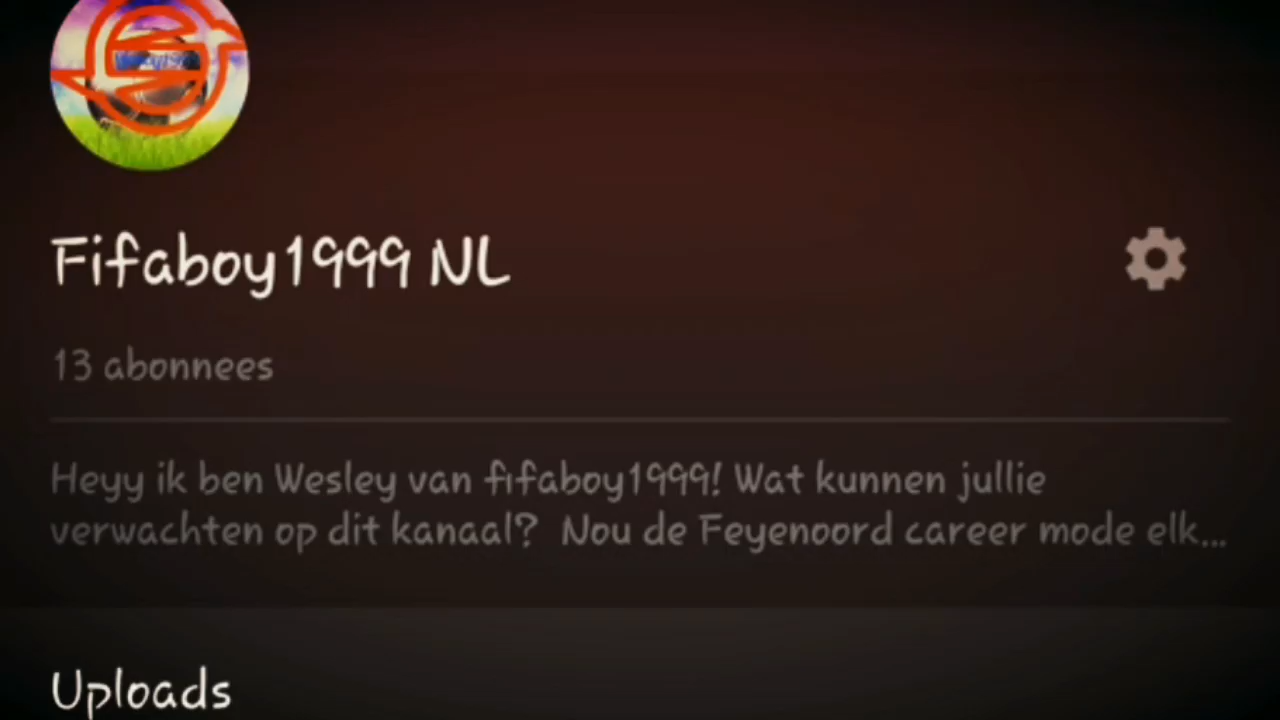 Fifaboy1999 NL
13 abonnees
Heyy ik ben Wesley van fifaboy1999! Wat kunnen jullie
verwachten op dit kanaal?  Nou de Feyenoord career mode elk...
Uploads